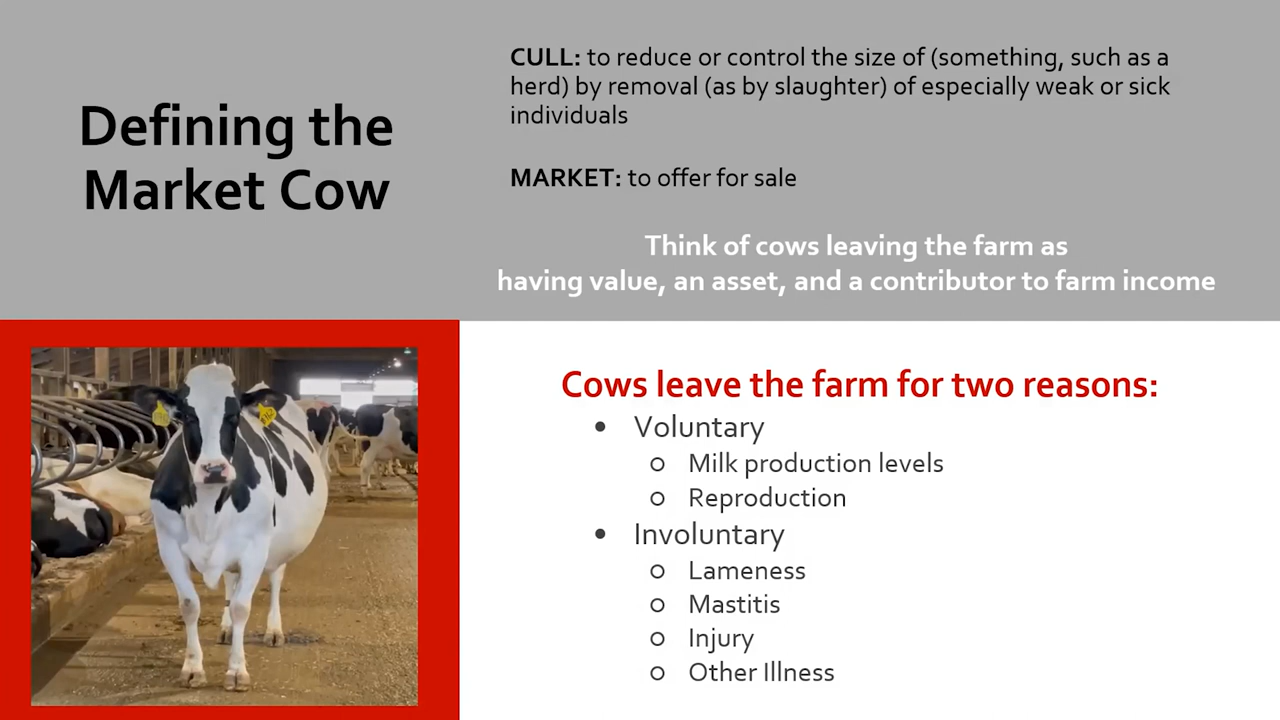 Defining the
Market Cow
CULL: to reduce or control the size of (something, such as a
herd) by removal (as by slaughter) of especially weak or sick
individuals
MARKET: to offer for sale
Think of cows leaving the farm as
having value, an asset, and a contributor to farm income
Cows leave the farm for two reasons:
• Voluntary
o Milk production levels
o Reproduction
• Involuntary
o Lameness
o Mastitis
o Injury
o Other Illness